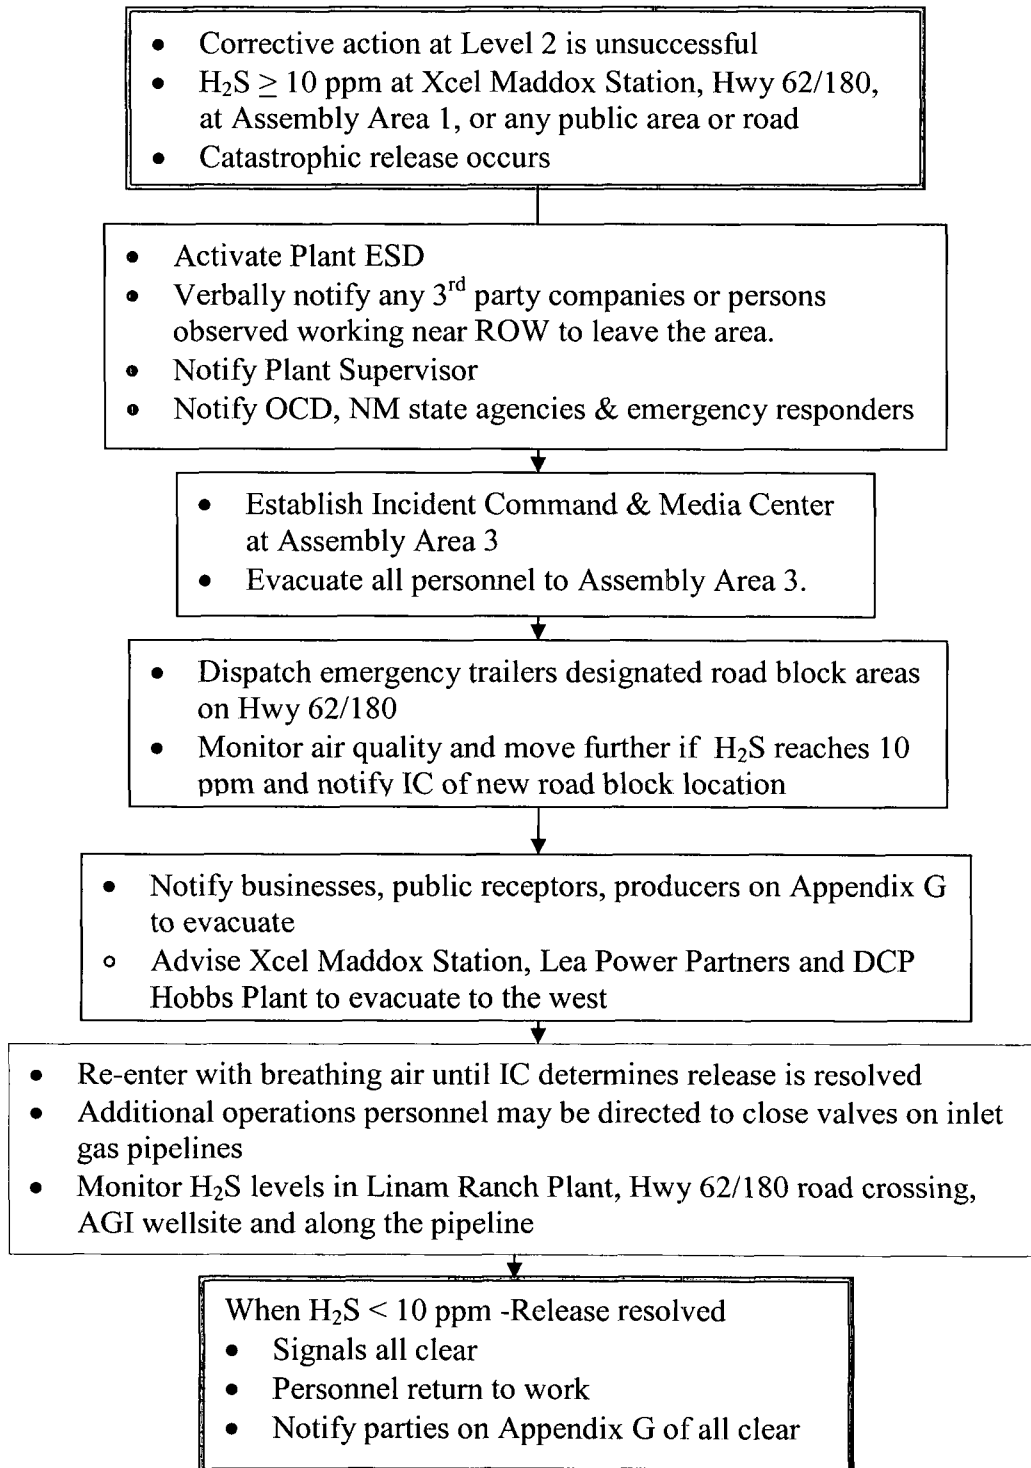 • Corrective action at Level 2 is unsuccessful
• H₂S ≥ 10 ppm at Xcel Maddox Station, Hwy 62/180,
at Assembly Area 1, or any public area or road
• Catastrophic release occurs
• Activate Plant ESD
• Verbally notify any 3rd party companies or persons
observed working near ROW to leave the area.
• Notify Plant Supervisor
• Notify OCD, NM state agencies & emergency responders
• Establish Incident Command & Media Center
at Assembly Area 3
• Evacuate all personnel to Assembly Area 3.
• Dispatch emergency trailers designated road block areas
on Hwy 62/180
• Monitor air quality and move further if H₂S reaches 10
ppm and notify IC of new road block location
• Notify businesses, public receptors, producers on Appendix G
to evacuate
○ Advise Xcel Maddox Station, Lea Power Partners and DCP
Hobbs Plant to evacuate to the west
• Re-enter with breathing air until IC determines release is resolved
• Additional operations personnel may be directed to close valves on inlet
gas pipelines
• Monitor H₂S levels in Linam Ranch Plant, Hwy 62/180 road crossing,
AGI wellsite and along the pipeline
When H₂S < 10 ppm -Release resolved
• Signals all clear
• Personnel return to work
• Notify parties on Appendix G of all clear